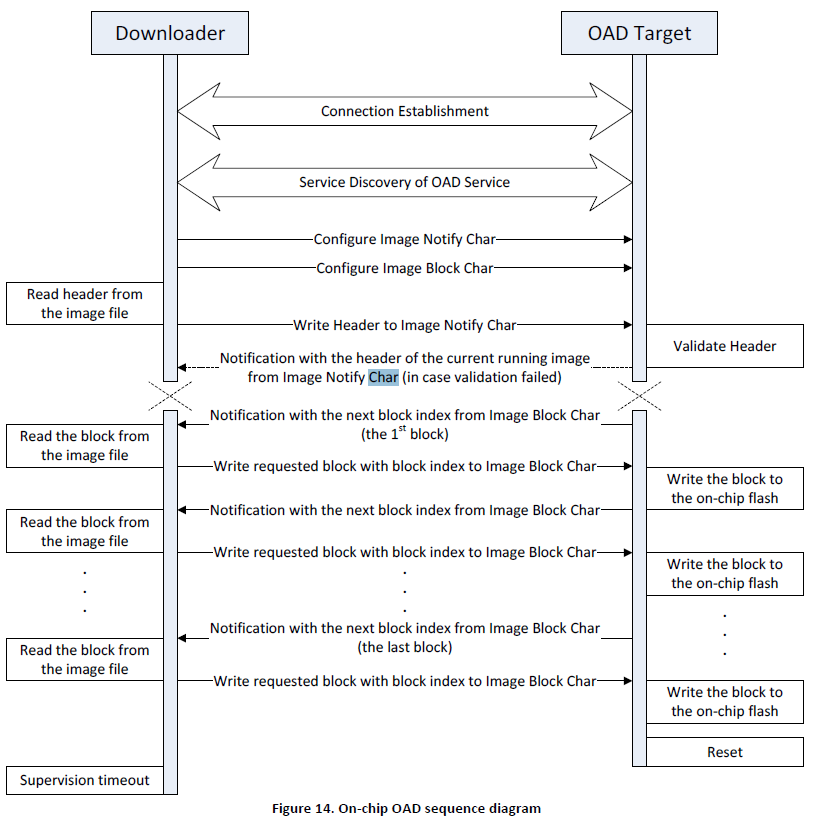 Downloader
OAD Target
Connection Establishment
Service Discovery of OAD Service
Configure Image Notify Char
Configure Image Block Char
Read header from
the image file
Write Header to Image Notify Char
Validate Header
Notification with the header of the current running image
from Image Notify Char (in case validation failed)
Notification with the next block index from Image Block Char
(the 1st block)
Read the block from
the image file
Write requested block with block index to Image Block Char
Write the block to
the on-chip flash
Notification with the next block index from Image Block Char
Read the block from
the image file
Write requested block with block index to Image Block Char
Write the block to
the on-chip flash
Notification with the next block index from Image Block Char
(the last block)
Read the block from
the image file
Write requested block with block index to Image Block Char
Write the block to
the on-chip flash
Reset
Supervision timeout
Figure 14. On-chip OAD sequence diagram